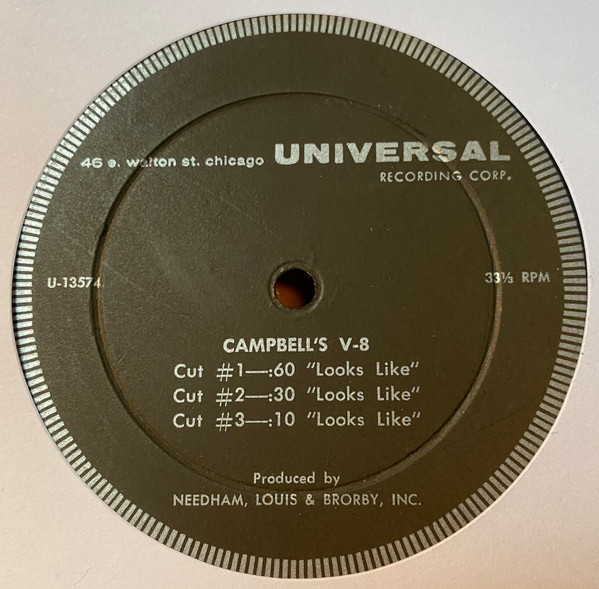 46 e. walton st. chicago UNIVERSAL
RECORDING CORP.
U-13574 33⅓ RPM
CAMPBELL'S V-8
Cut #1—:60 "Looks Like"
Cut #2—:30 "Looks Like"
Cut #3—:10 "Looks Like"
Produced by
NEEDHAM, LOUIS & BRORBY, INC.